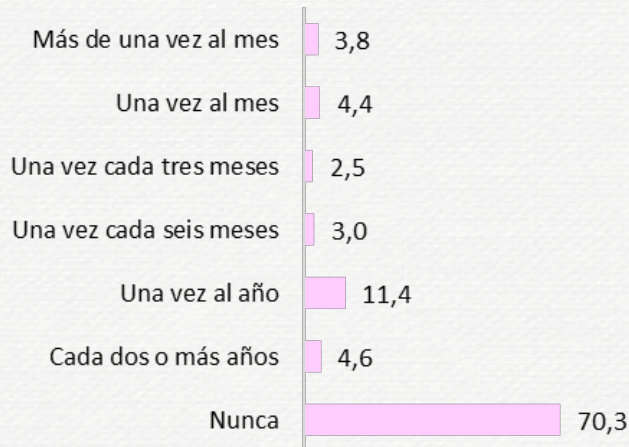 Más de una vez al mes 3,8
Una vez al mes 4,4
Una vez cada tres meses 2,5
Una vez cada seis meses 3,0
Una vez al año 11,4
Cada dos o más años 4,6
Nunca 70,3